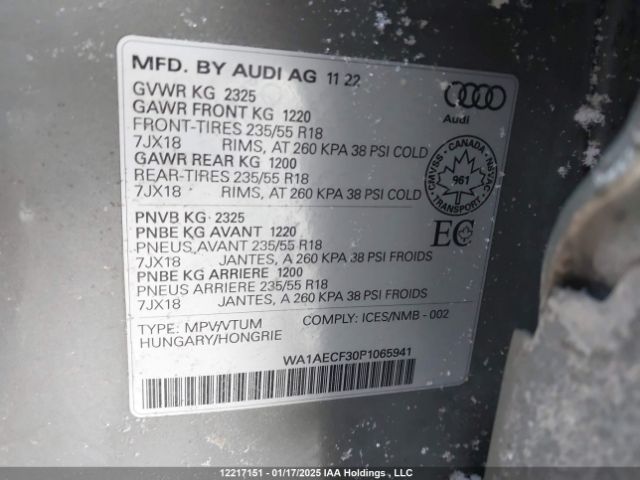 MFD. BY AUDI AG 11 22
GVWR KG 2325
GAWR FRONT KG 1220
FRONT-TIRES 235/55 R18
7JX18 RIMS, AT 260 KPA 38 PSI COLD
GAWR REAR KG 1200
REAR-TIRES 235/55 R18
7JX18 RIMS, AT 260 KPA 38 PSI COLD
Audi
CANADA
CMVSS NSVAC
961
TRANSPORT
EC
PNVB KG 2325
PNBE KG AVANT 1220
PNEUS AVANT 235/55 R18
7JX18 JANTES, A 260 KPA 38 PSI FROIDS
PNBE KG ARRIERE 1200
PNEUS ARRIERE 235/55 R18
7JX18 JANTES, A 260 KPA 38 PSI FROIDS
TYPE: MPV/VTUM COMPLY: ICES/NMB - 002
HUNGARY/HONGRIE
WA1AECF30P1065941
12217151 - 01/17/2025 IAA Holdings , LLC